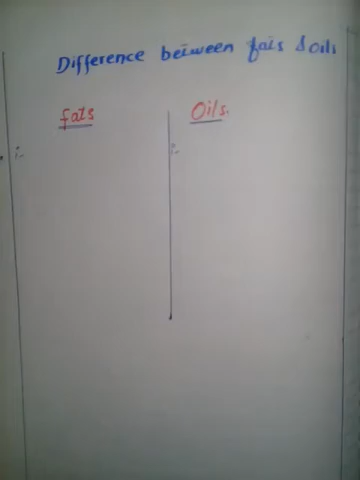 Difference between fats & oils
fats
Oils.
i-
i-